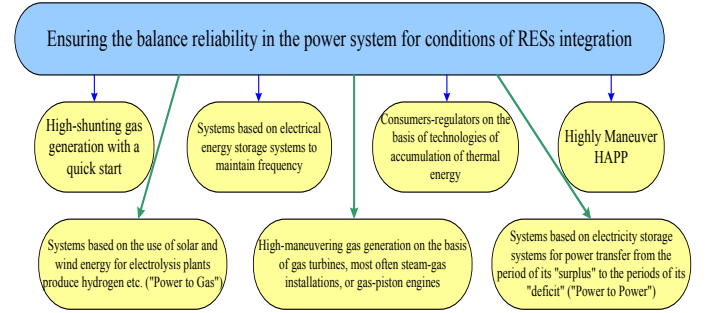 Ensuring the balance reliability in the power system for conditions of RESs integration
High-shunting gas
generation with a
quick start
Systems based on electrical
energy storage systems to
maintain frequency
Consumers-regulators on the
basis of technologies of
accumulation of thermal
energy
Highly Maneuver
HAPP
Systems based on the use of solar and
wind energy for electrolysis plants
produce hydrogen etc. ("Power to Gas")
High-maneuvering gas generation on the basis
of gas turbines, most often steam-gas
installations, or gas-piston engines
Systems based on electricity storage
systems for power transfer from the
period of its "surplus" to the periods of its
"deficit" ("Power to Power")